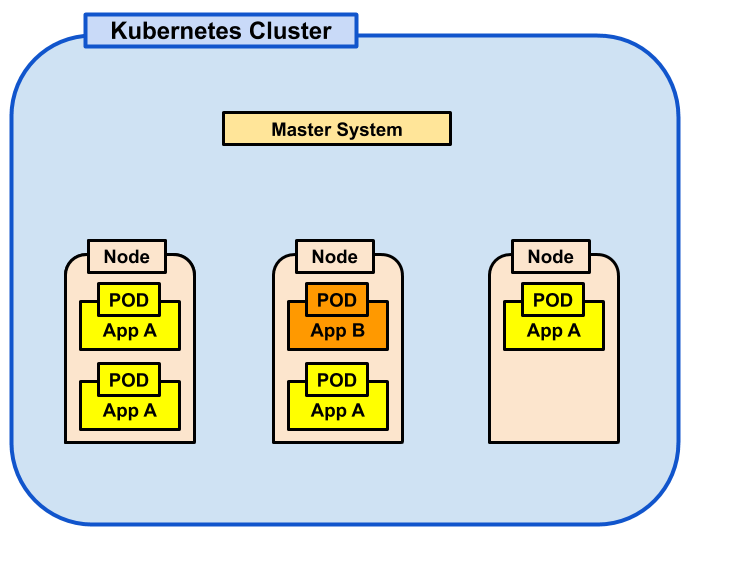 Kubernetes Cluster
Master System
Node
POD
App A
POD
App A
Node
POD
App B
POD
App A
Node
POD
App A